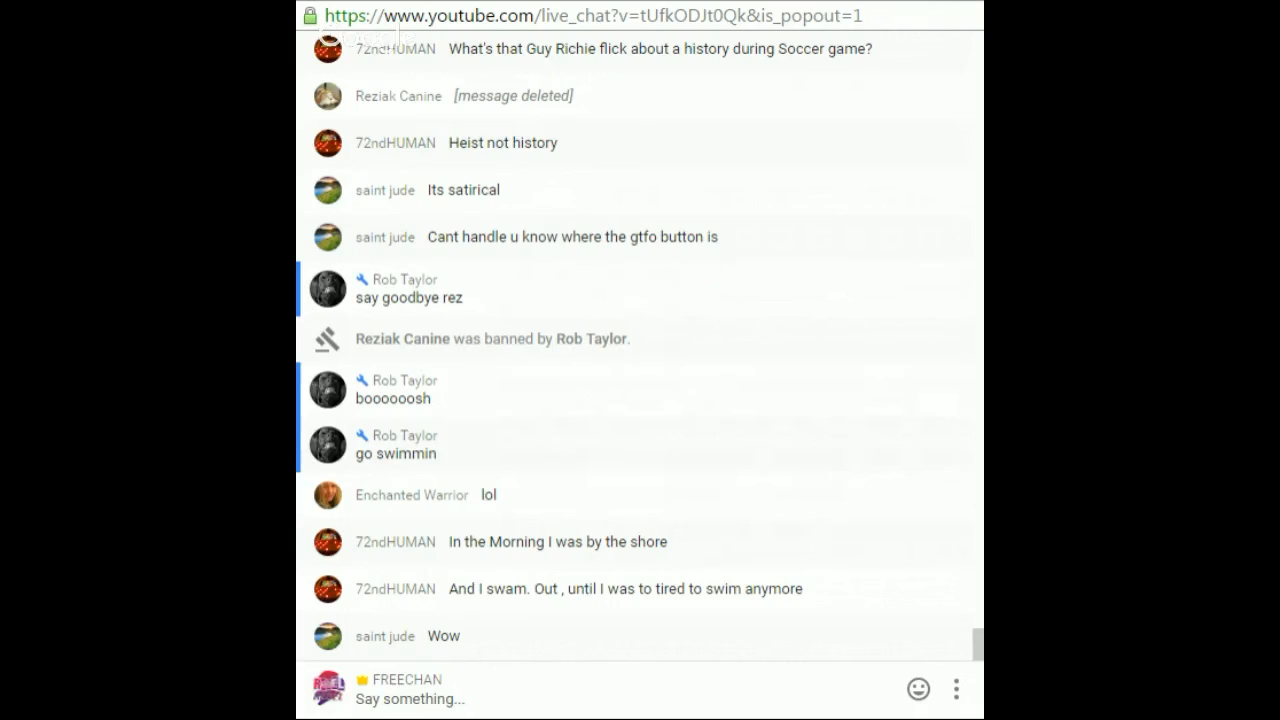 https://www.youtube.com/live_chat?v=tUfkODJt0Qk&is_popout=1
Google
72ndHUMAN What's that Guy Richie flick about a history during Soccer game?
Reziak Canine [message deleted]
72ndHUMAN Heist not history
saint jude Its satirical
saint jude Cant handle u know where the gtfo button is
Rob Taylor
say goodbye rez
Reziak Canine was banned by Rob Taylor.
Rob Taylor
boooooosh
Rob Taylor
go swimmin
Enchanted Warrior lol
72ndHUMAN In the Morning I was by the shore
72ndHUMAN And I swam. Out , until I was to tired to swim anymore
saint jude Wow
FREECHAN
Say something...